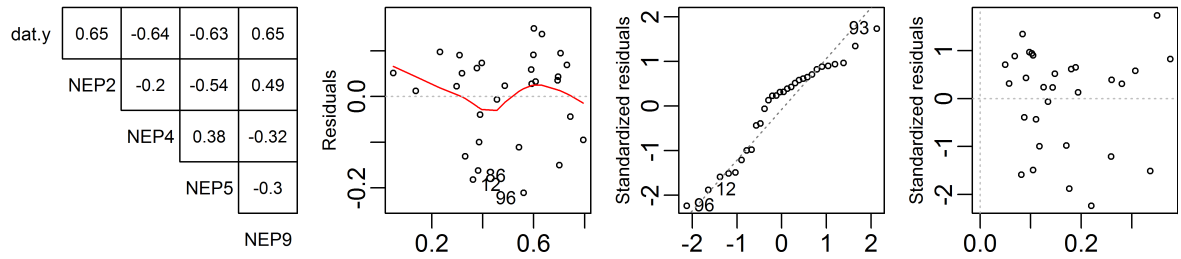 dat.y 0.65 -0.64 -0.63 0.65
NEP2 -0.2 -0.54 0.49
NEP4 0.38 -0.32
NEP5 -0.3
NEP9
Residuals
0.0
-0.2
0.2 0.6
86
12
96
Standardized residuals
2
1
0
-1
-2
-2 -1 0 1 2
93
12
96
Standardized residuals
1
0
-1
-2
0.0 0.2